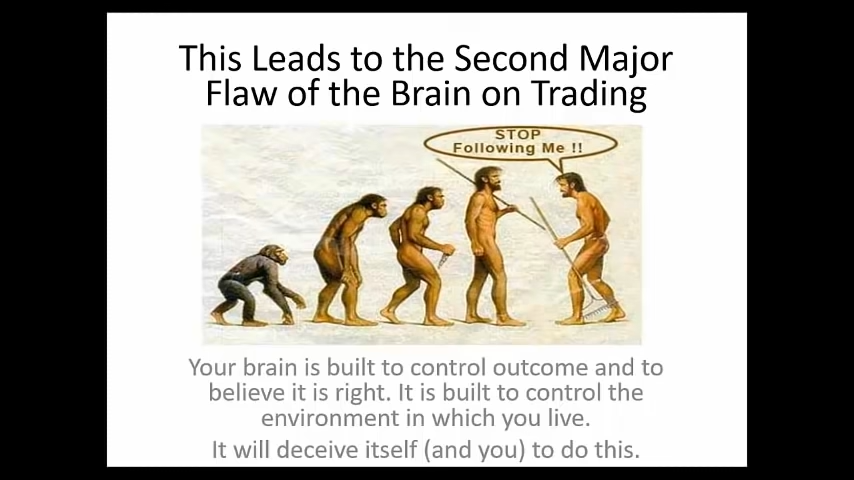 This Leads to the Second Major
Flaw of the Brain on Trading
STOP
Following Me !!
Your brain is built to control outcome and to
believe it is right. It is built to control the
environment in which you live.
It will deceive itself (and you) to do this.